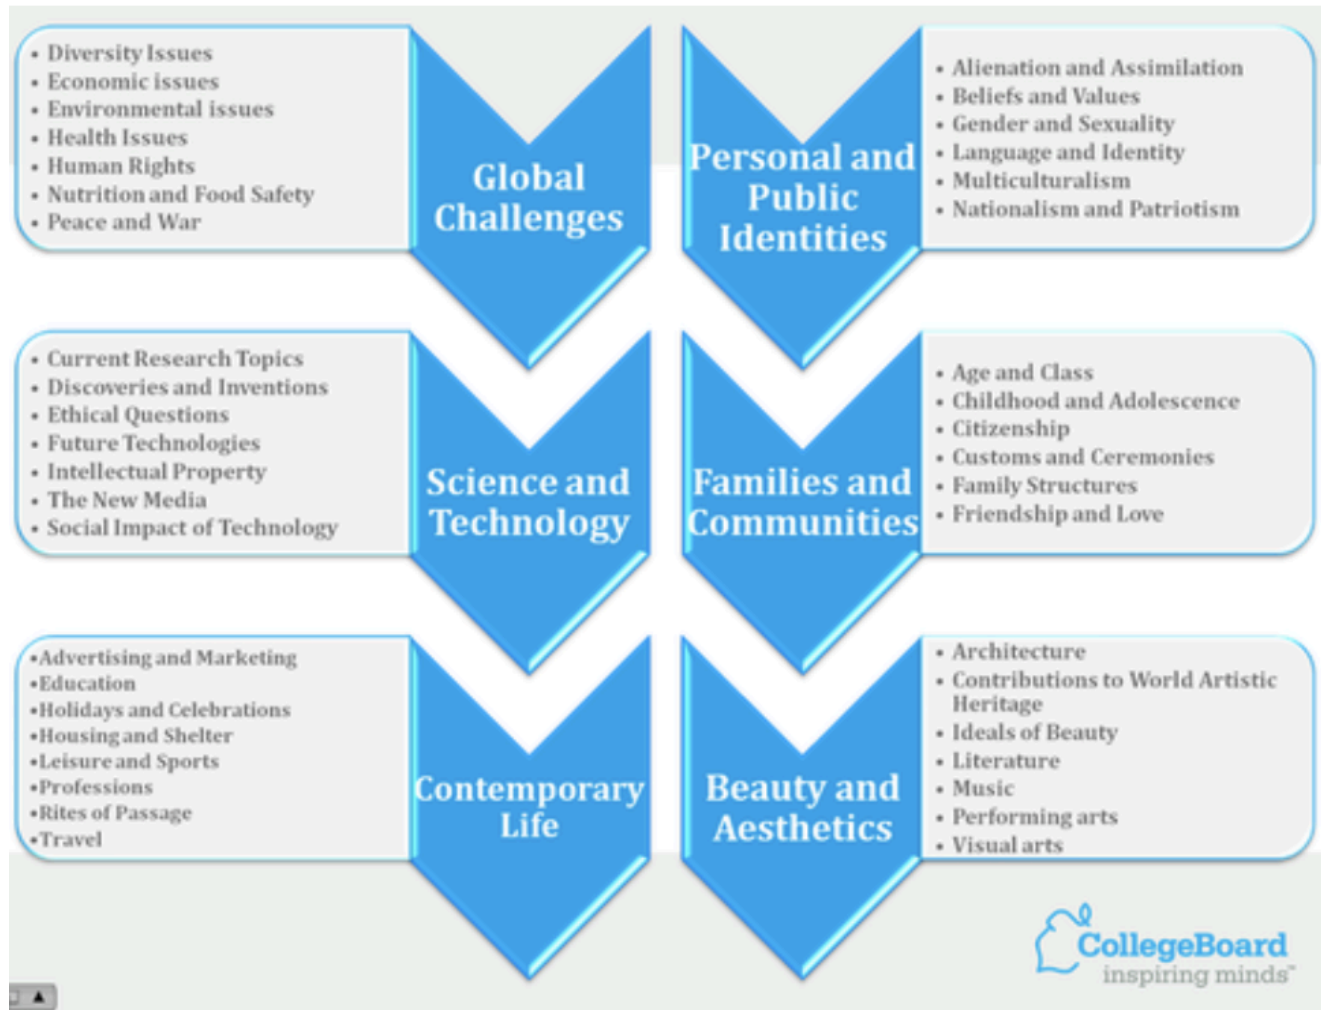 • Diversity Issues
• Economic issues
• Environmental issues
• Health Issues
• Human Rights
• Nutrition and Food Safety
• Peace and War
Global
Challenges
Personal and
Public
Identities
• Alienation and Assimilation
• Beliefs and Values
• Gender and Sexuality
• Language and Identity
• Multiculturalism
• Nationalism and Patriotism
• Current Research Topics
• Discoveries and Inventions
• Ethical Questions
• Future Technologies
• Intellectual Property
• The New Media
• Social Impact of Technology
Science and
Technology
Families and
Communities
• Age and Class
• Childhood and Adolescence
• Citizenship
• Customs and Ceremonies
• Family Structures
• Friendship and Love
•Advertising and Marketing
•Education
•Holidays and Celebrations
•Housing and Shelter
•Leisure and Sports
•Professions
•Rites of Passage
•Travel
Contemporary
Life
Beauty and
Aesthetics
• Architecture
• Contributions to World Artistic
Heritage
• Ideals of Beauty
• Literature
• Music
• Performing arts
• Visual arts
CollegeBoard
inspiring minds™